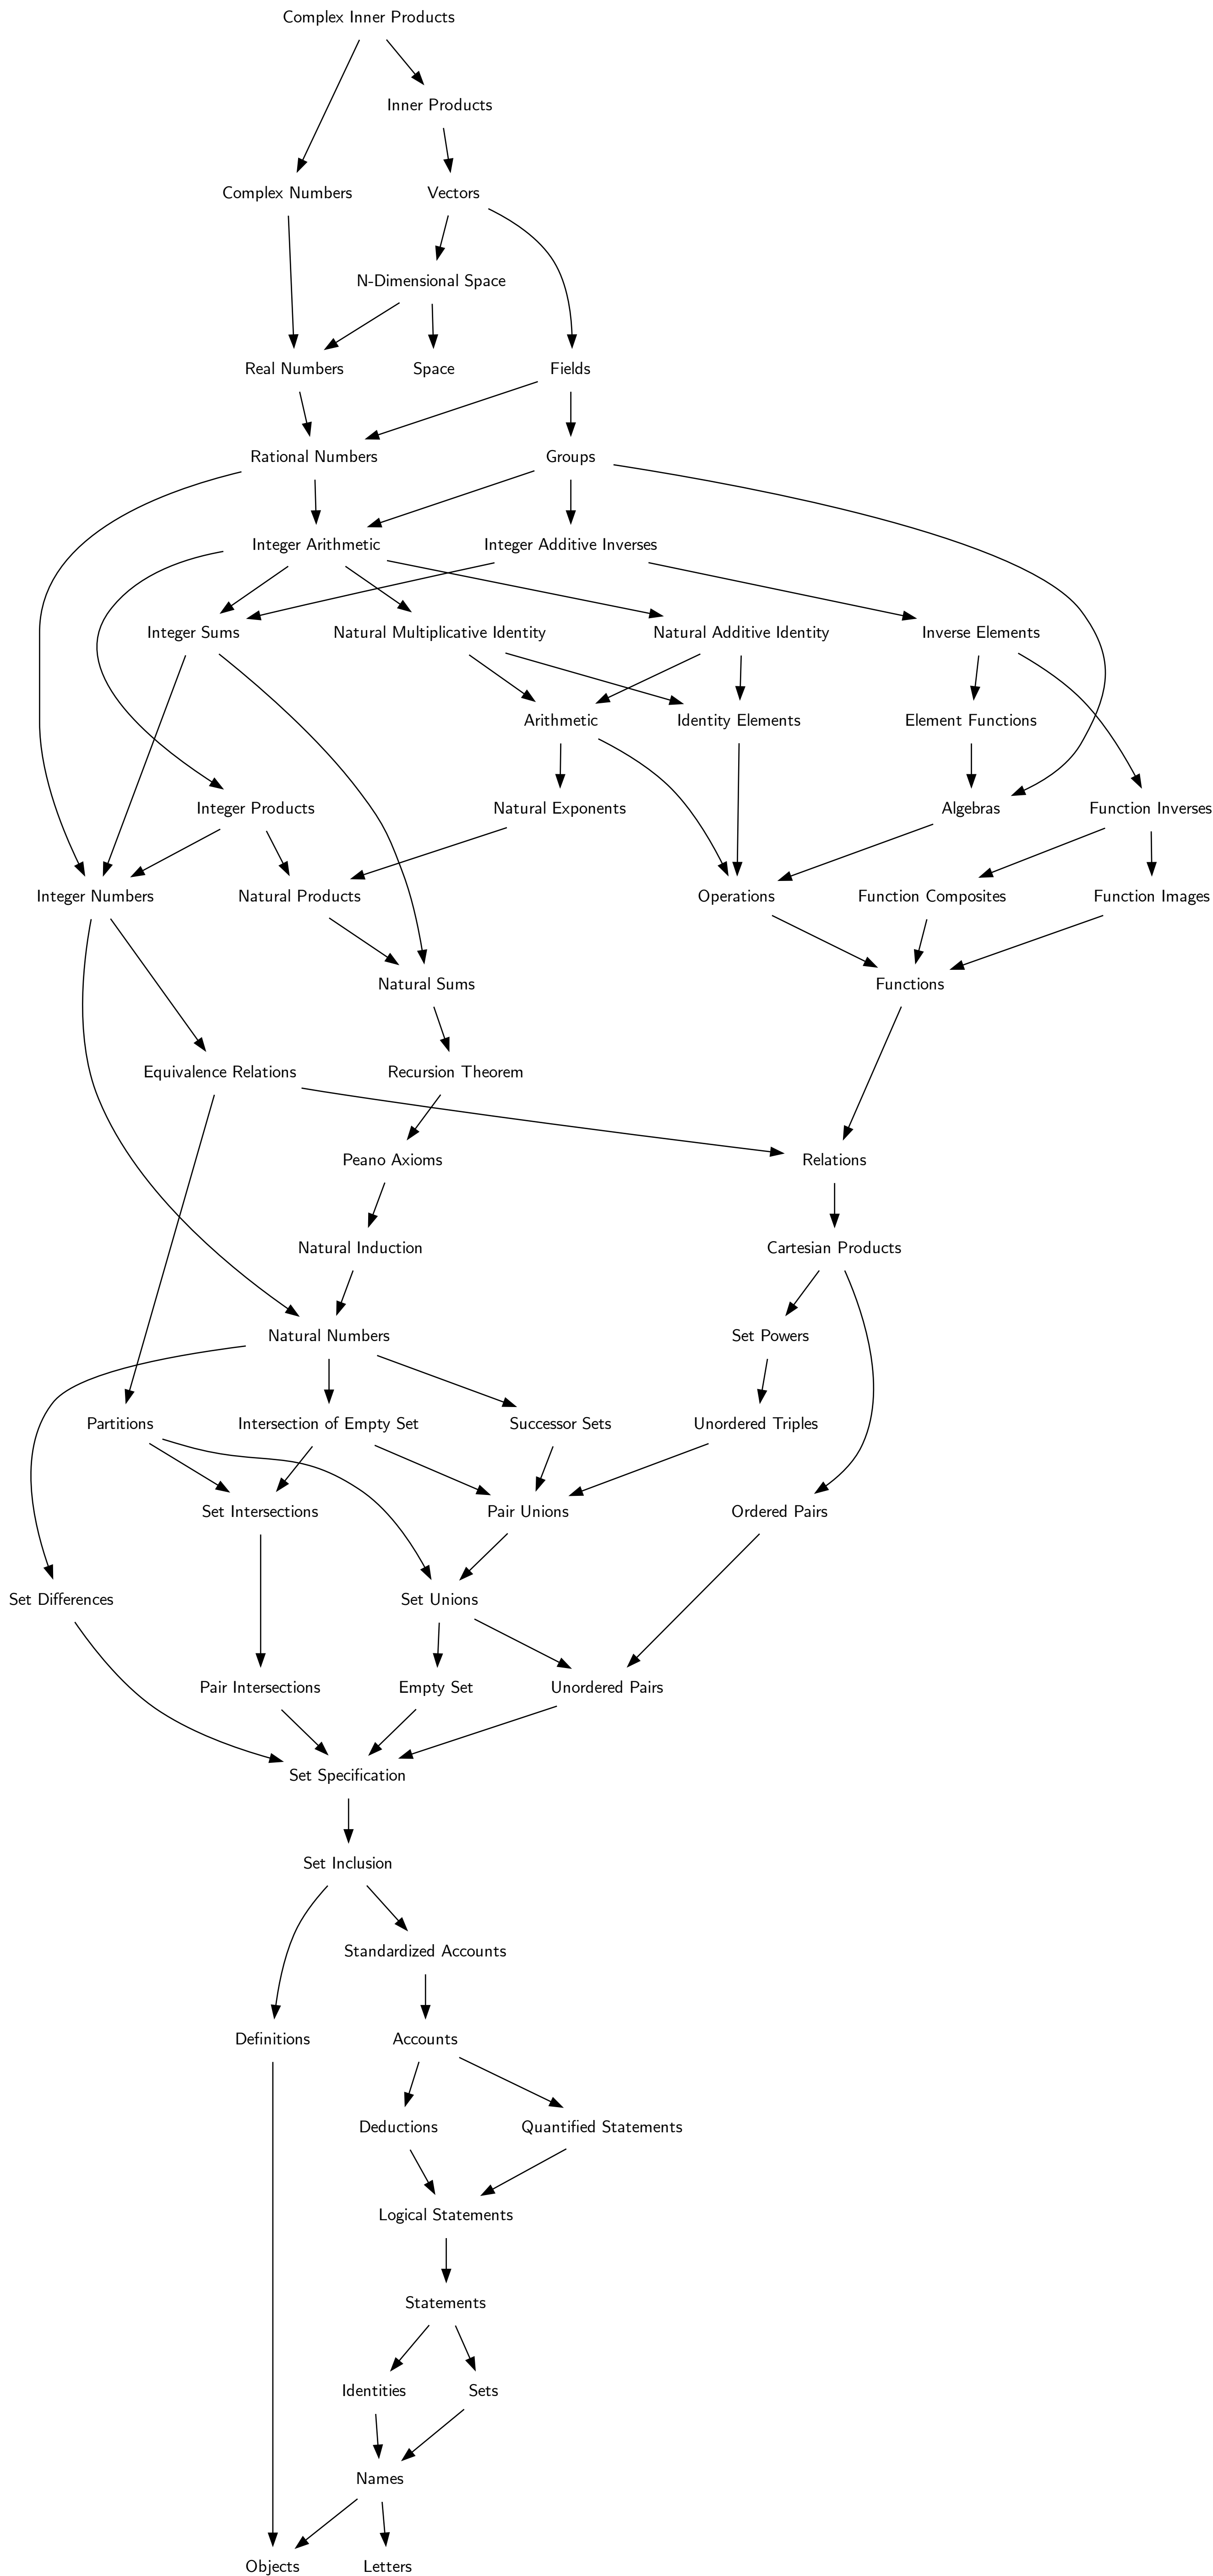 Complex Inner Products
Inner Products
Complex Numbers
Vectors
N-Dimensional Space
Real Numbers
Space
Fields
Rational Numbers
Groups
Integer Arithmetic
Integer Additive Inverses
Integer Sums
Natural Multiplicative Identity
Natural Additive Identity
Inverse Elements
Arithmetic
Identity Elements
Element Functions
Integer Products
Natural Exponents
Algebras
Function Inverses
Integer Numbers
Natural Products
Operations
Function Composites
Function Images
Natural Sums
Functions
Equivalence Relations
Recursion Theorem
Peano Axioms
Relations
Natural Induction
Cartesian Products
Natural Numbers
Set Powers
Partitions
Intersection of Empty Set
Successor Sets
Unordered Triples
Set Intersections
Pair Unions
Ordered Pairs
Set Differences
Set Unions
Pair Intersections
Empty Set
Unordered Pairs
Set Specification
Set Inclusion
Standardized Accounts
Definitions
Accounts
Deductions
Quantified Statements
Logical Statements
Statements
Identities
Sets
Names
Objects
Letters